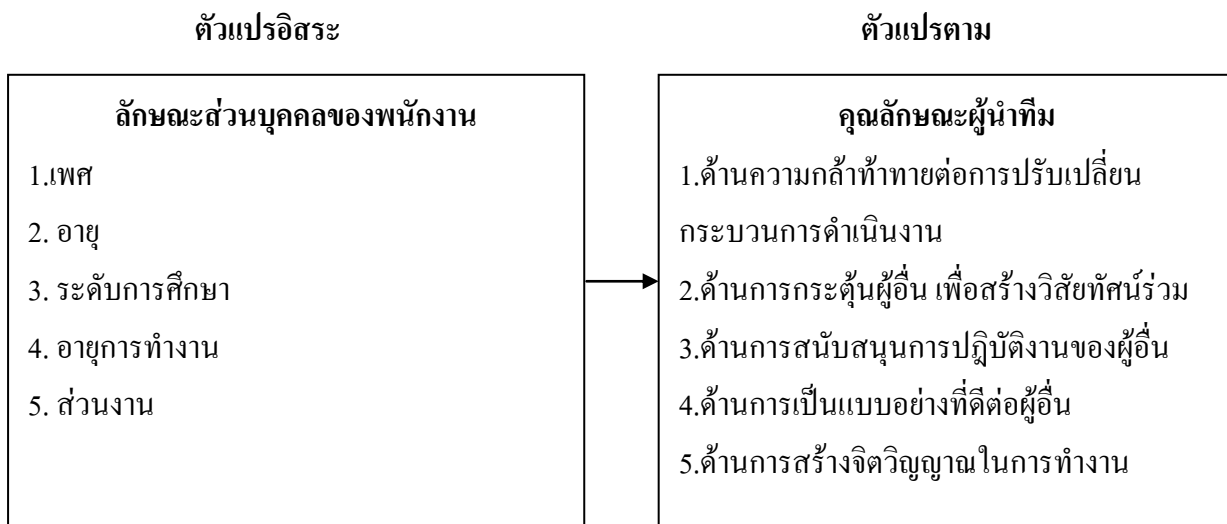 ตัวแปรอิสระ
ตัวแปรตาม
ลักษณะส่วนบุคคลของพนักงาน
1.เพศ
2. อายุ
3. ระดับการศึกษา
4. อายุการทำงาน
5. ส่วนงาน
คุณลักษณะผู้นำทีม
1.ด้านความกล้าท้าทายต่อการปรับเปลี่ยน
กระบวนการดำเนินงาน
2.ด้านการกระตุ้นผู้อื่น เพื่อสร้างวิสัยทัศน์ร่วม
3.ด้านการสนับสนุนการปฎิบัติงานของผู้อื่น
4.ด้านการเป็นแบบอย่างที่ดีต่อผู้อื่น
5.ด้านการสร้างจิตวิญญาณในการทำงาน